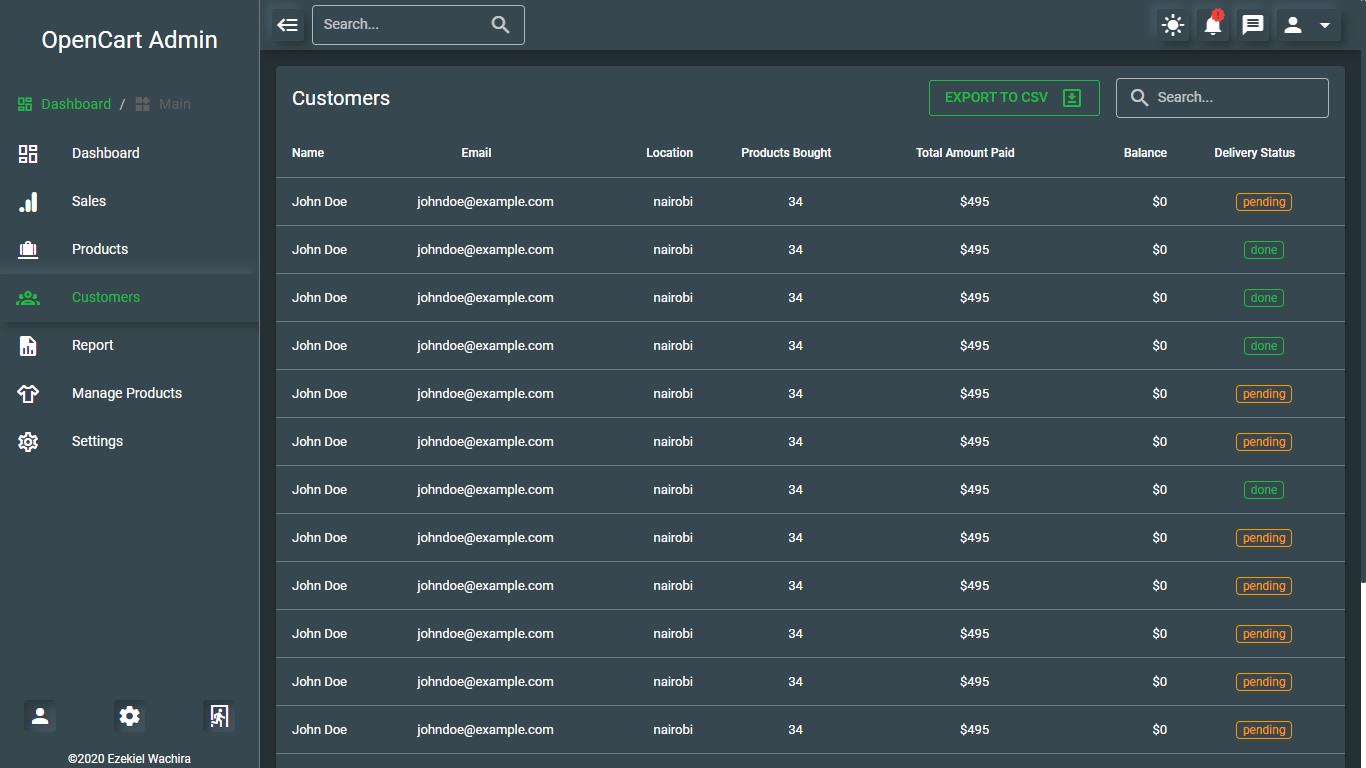 OpenCart Admin
Search...
Dashboard / Main
Dashboard
Sales
Products
Customers
Report
Manage Products
Settings
©2020 Ezekiel Wachira
Customers
EXPORT TO CSV
Search...
Name Email Location Products Bought Total Amount Paid Balance Delivery Status
John Doe johndoe@example.com nairobi 34 $495 $0 pending
John Doe johndoe@example.com nairobi 34 $495 $0 done
John Doe johndoe@example.com nairobi 34 $495 $0 done
John Doe johndoe@example.com nairobi 34 $495 $0 done
John Doe johndoe@example.com nairobi 34 $495 $0 pending
John Doe johndoe@example.com nairobi 34 $495 $0 pending
John Doe johndoe@example.com nairobi 34 $495 $0 done
John Doe johndoe@example.com nairobi 34 $495 $0 pending
John Doe johndoe@example.com nairobi 34 $495 $0 pending
John Doe johndoe@example.com nairobi 34 $495 $0 pending
John Doe johndoe@example.com nairobi 34 $495 $0 pending
John Doe johndoe@example.com nairobi 34 $495 $0 pending